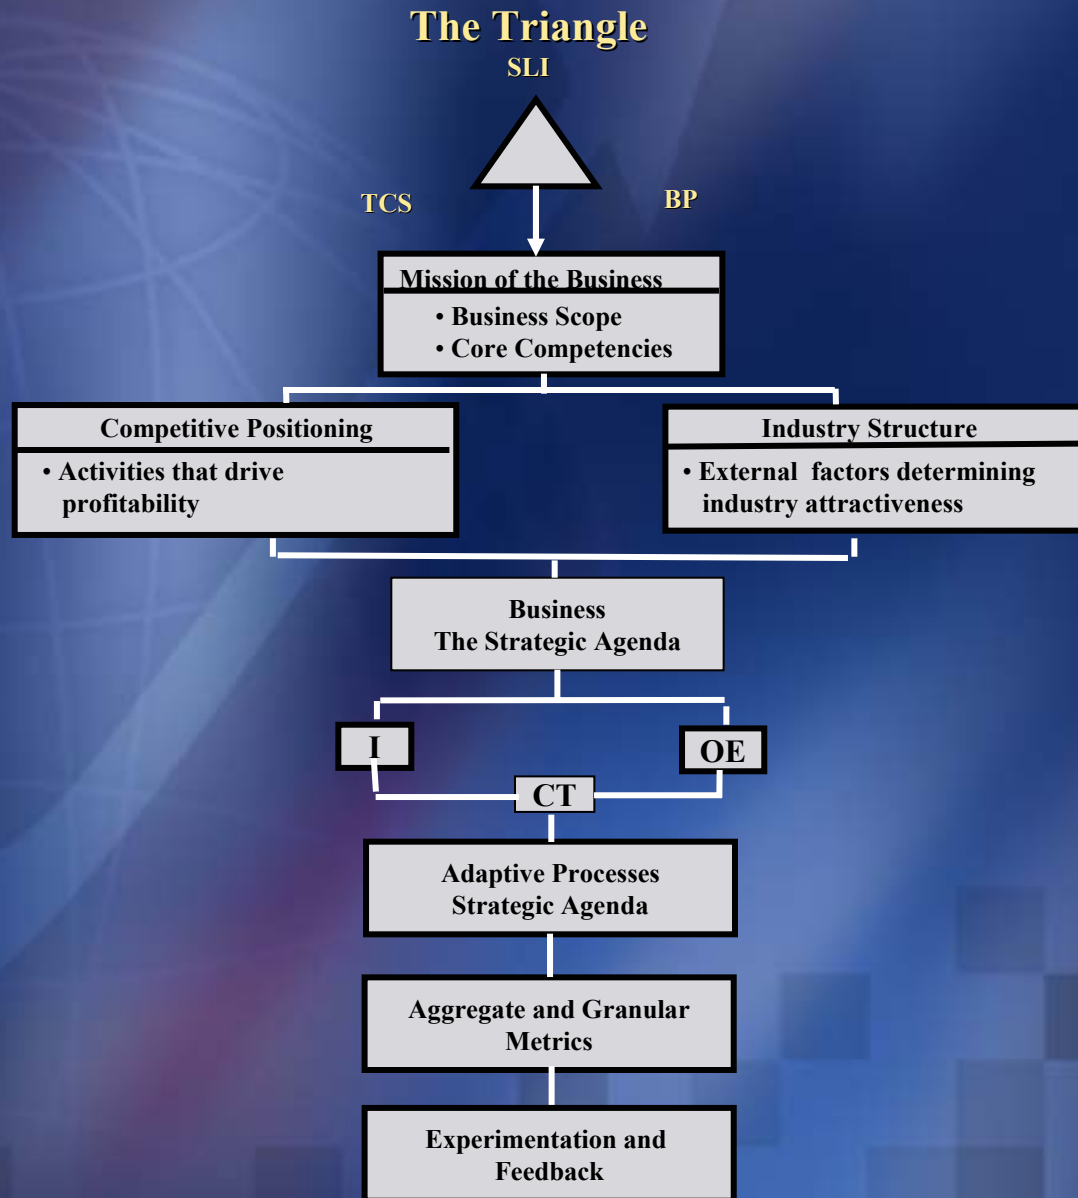 The Triangle
SLI
TCS
BP
Mission of the Business
• Business Scope
• Core Competencies
Competitive Positioning
• Activities that drive
profitability
Industry Structure
• External factors determining
industry attractiveness
Business
The Strategic Agenda
I
OE
CT
Adaptive Processes
Strategic Agenda
Aggregate and Granular
Metrics
Experimentation and
Feedback